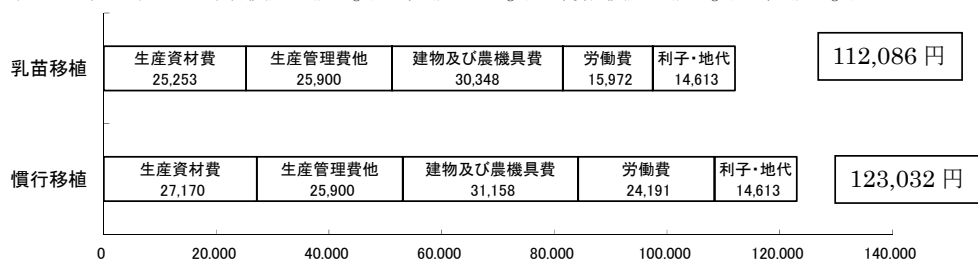 乳苗移植
生産資材費 生産管理費他 建物及び農機具費 労働費 利子・地代
25,253 25,900 30,348 15,972 14,613
112,086 円
慣行移植
生産資材費 生産管理費他 建物及び農機具費 労働費 利子・地代
27,170 25,900 31,158 24,191 14,613
123,032 円
0 20.000 40.000 60.000 80.000 100.000 120.000 140.000